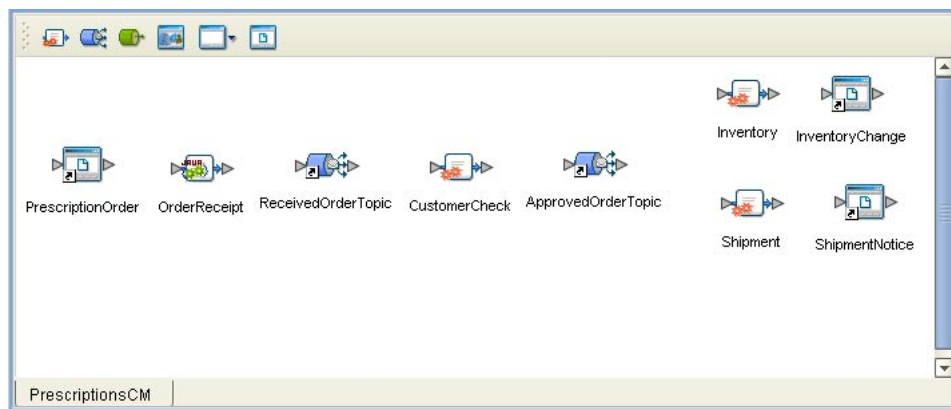 Inventory InventoryChange
PrescriptionOrder OrderReceipt ReceivedOrderTopic CustomerCheck ApprovedOrderTopic
Shipment ShipmentNotice
PrescriptionsCM